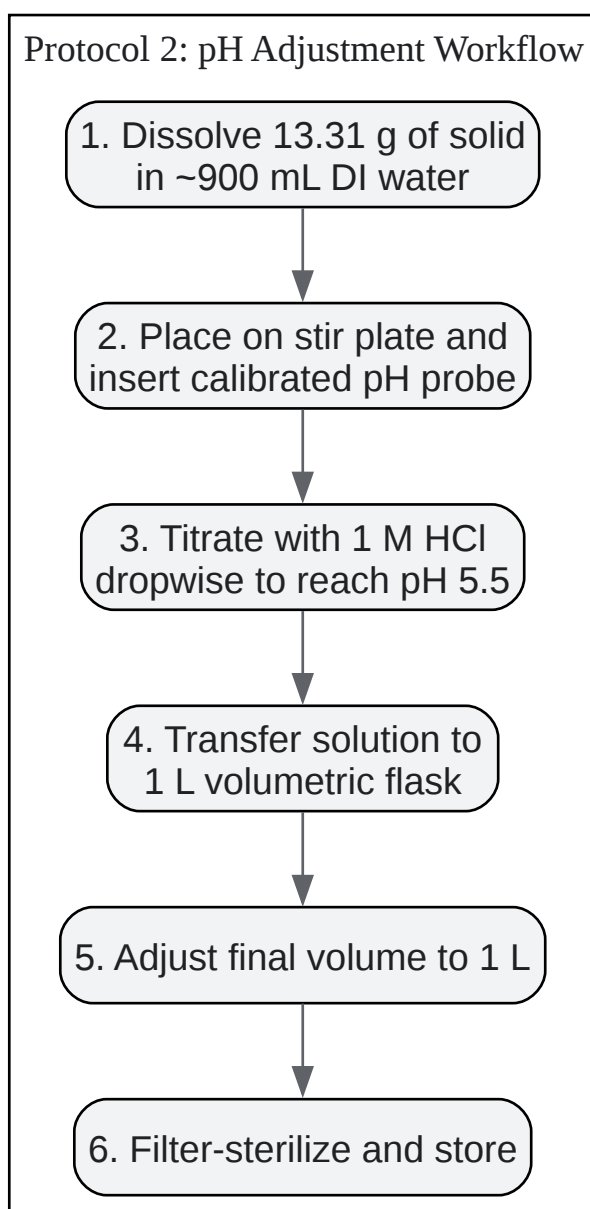 Protocol 2: pH Adjustment Workflow
1. Dissolve 13.31 g of solid
in ~900 mL DI water
2. Place on stir plate and
insert calibrated pH probe
3. Titrate with 1 M HCl
dropwise to reach pH 5.5
4. Transfer solution to
1 L volumetric flask
5. Adjust final volume to 1 L
6. Filter-sterilize and store